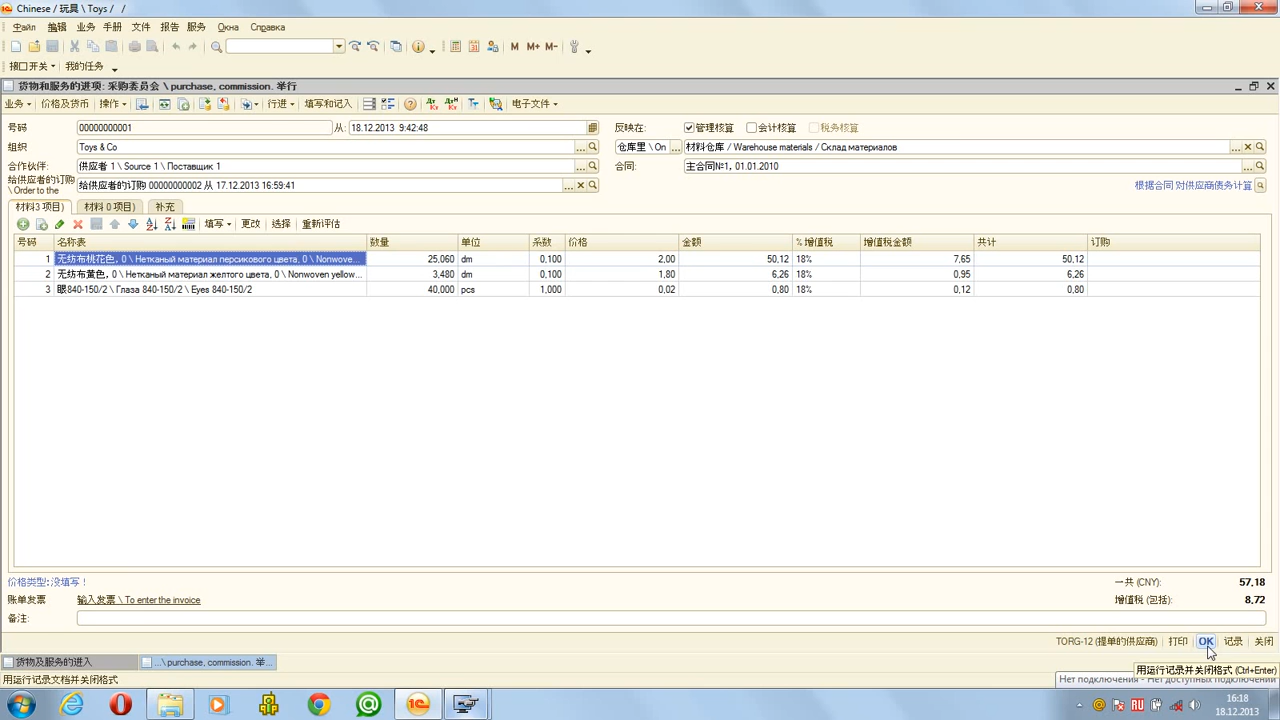 Chinese / 玩具 \ Toys / /
Файл 编辑 业务 手册 文件 报告 服务 Окна Справка
M M+ M-
接口开关 我的任务
货物和服务的进项: 采购委员会 \ purchase, commission. 举行
业务 价格及货币 操作 行进 填写和记入 电子文件
号码 00000000001 从: 18.12.2013 9:42:48 反映在: 管理核算 会计核算 税务核算
组织 Toys & Co 仓库里 \ On 材料仓库 / Warehouse materials / Склад материалов
合作伙伴: 供应者 1 \ Source 1 \ Поставщик 1 合同: 主合同№1, 01.01.2010
给供应者的订购 \ Order to the 给供应者的订购 00000000002 从 17.12.2013 16:59:41 根据合同 对供应商债务计算
材料3 项目) 材料 0 项目) 补充
填写 更改 选择 重新评估
号码 名称表 数量 单位 系数 价格 金额 % 增值税 增值税金额 共计 订购
1 无纺布桃花色, 0 \ Нетканый материал персикового цвета, 0 \ Nonwove... 25,060 dm 0,100 2,00 50,12 18% 7,65 50,12
2 无纺布黄色, 0 \ Нетканый материал желтого цвета, 0 \ Nonwoven yellow... 3,480 dm 0,100 1,80 6,26 18% 0,95 6,26
3 眼840-150/2 \ Глаза 840-150/2 \ Eyes 840-150/2 40,000 pcs 1,000 0,02 0,80 18% 0,12 0,80
价格类型: 没填写 ! 一共 (CNY): 57,18
账单发票 输入发票 \ To enter the invoice 增值税 (包括): 8,72
备注:
TORG-12 (提单的供应商) 打印 OK 记录 关闭
货物及服务的进入 ...\ purchase, commission. 举... 用运行记录并关闭格式 (Ctrl+Enter)
用运行记录文档并关闭格式 Нет подключения - Нет доступных подключений
RU 16:18
18.12.2013